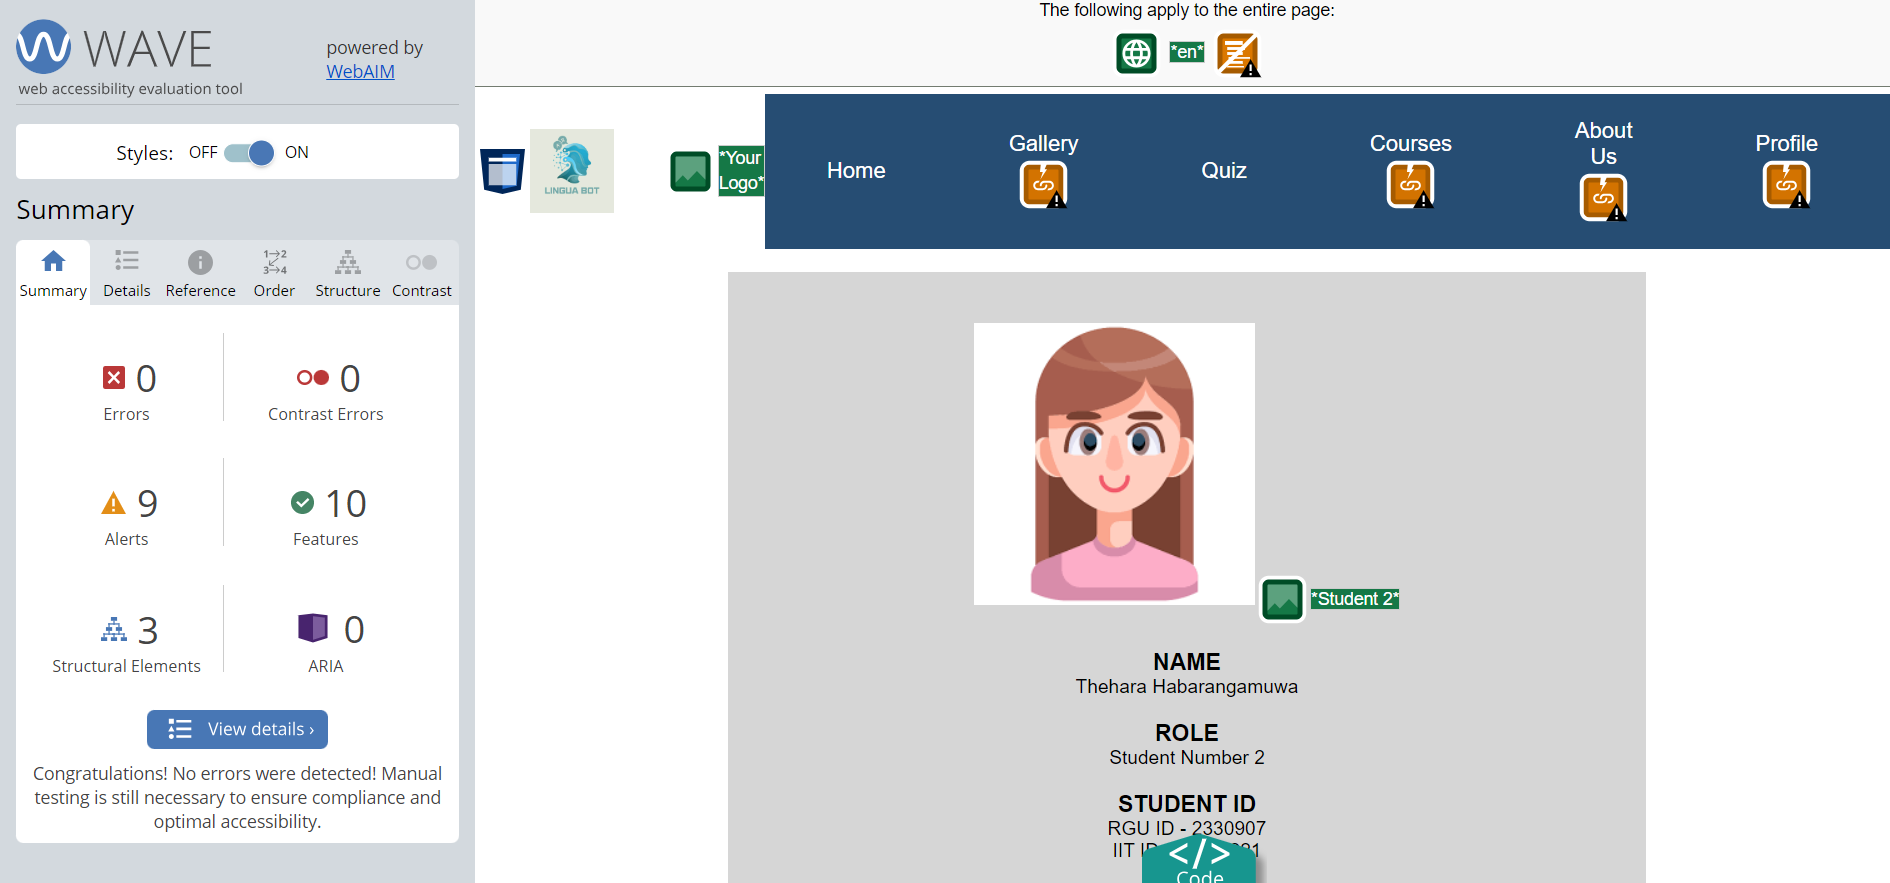 WAVE
powered by
WebAIM
web accessibility evaluation tool
Styles: OFF ON
Summary
Summary Details Reference Order Structure Contrast
0
Errors
0
Contrast Errors
9
Alerts
10
Features
3
Structural Elements
0
ARIA
View details ›
Congratulations! No errors were detected! Manual
testing is still necessary to ensure compliance and
optimal accessibility.
The following apply to the entire page:
*en*
LINGUA BOT
*Your
Logo*
Home
Gallery
Quiz
Courses
About
Us
Profile
*Student 2*
NAME
Thehara Habarangamuwa
ROLE
Student Number 2
STUDENT ID
RGU ID - 2330907
IIT
</>
Code